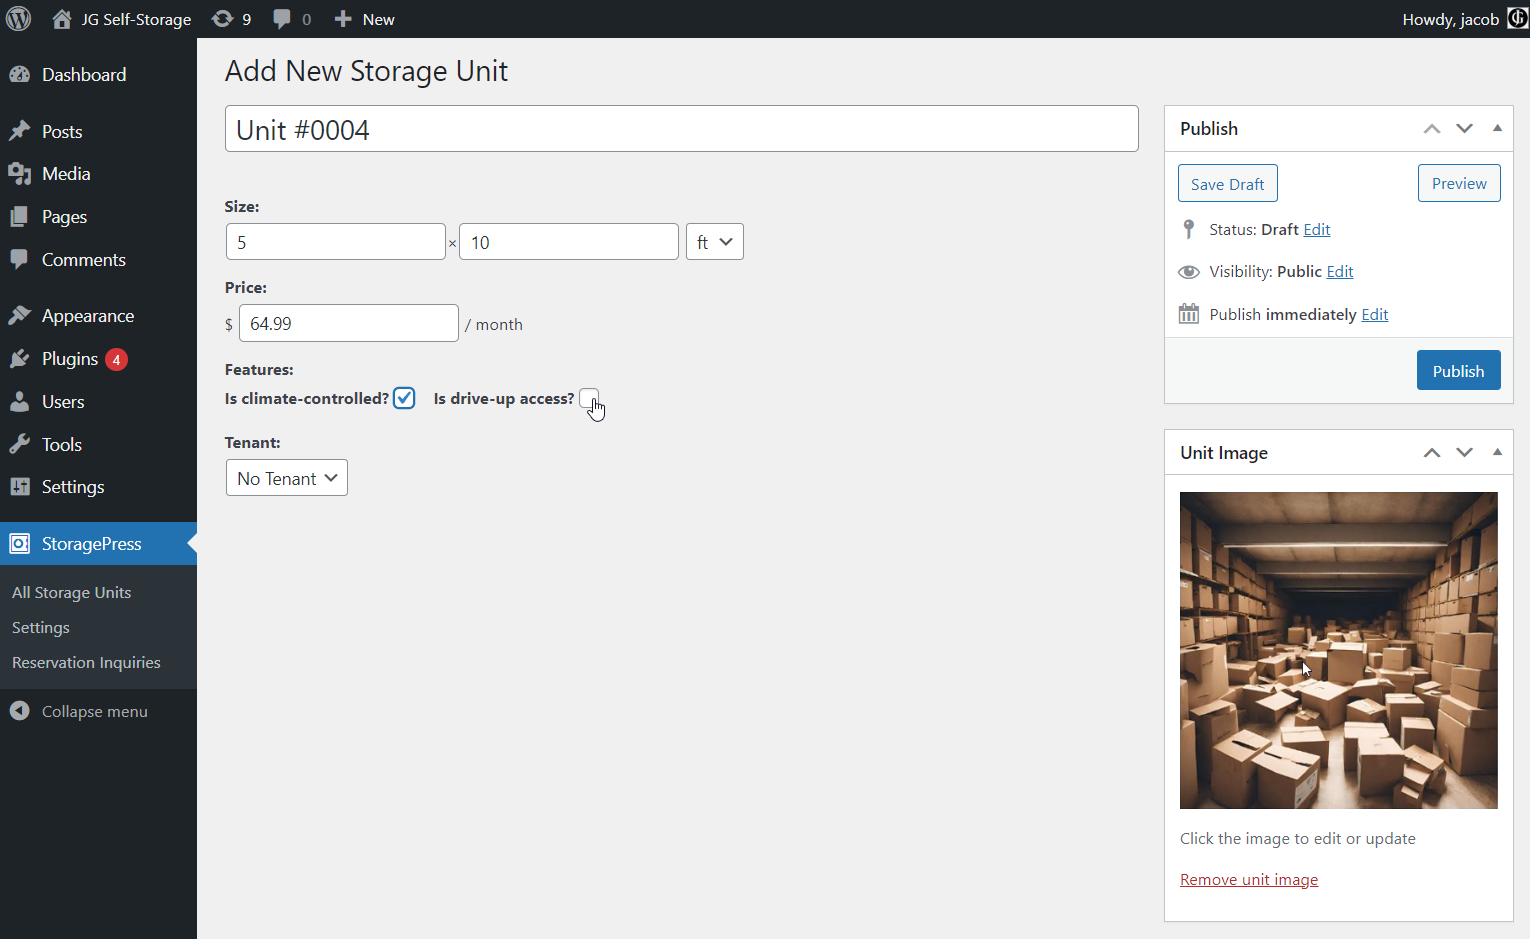 JG Self-Storage 9 0 New Howdy, jacob
Dashboard
Posts
Media
Pages
Comments
Appearance
Plugins 4
Users
Tools
Settings
StoragePress
All Storage Units
Settings
Reservation Inquiries
Collapse menu
Add New Storage Unit
Unit #0004
Size:
5 × 10 ft
Price:
$ 64.99 / month
Features:
Is climate-controlled? Is drive-up access?
Tenant:
No Tenant
Publish
Save Draft Preview
Status: Draft Edit
Visibility: Public Edit
Publish immediately Edit
Publish
Unit Image
Click the image to edit or update
Remove unit image